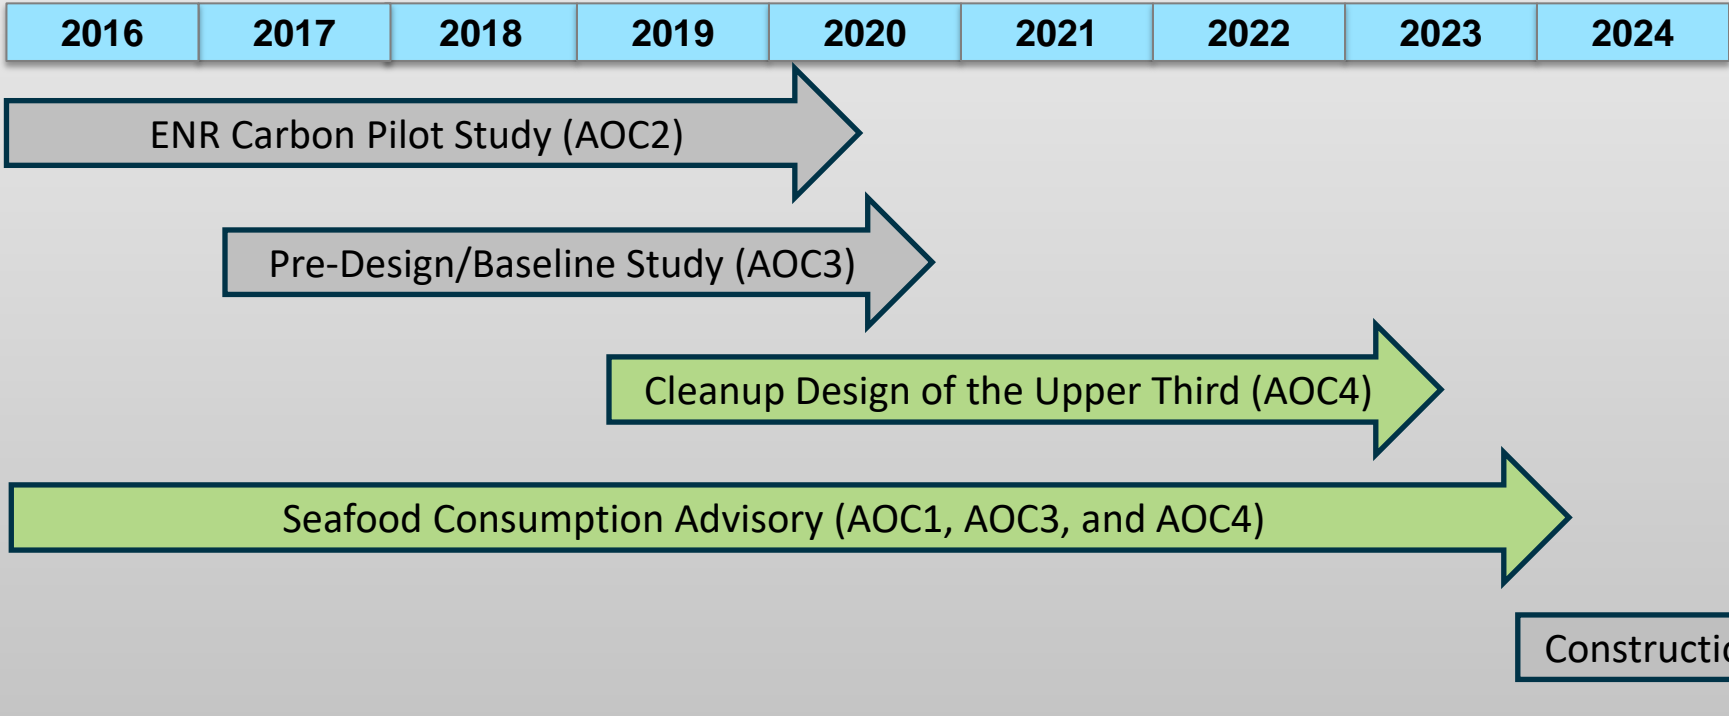 2016 2017 2018 2019 2020 2021 2022 2023 2024
ENR Carbon Pilot Study (AOC2)
Pre-Design/Baseline Study (AOC3)
Cleanup Design of the Upper Third (AOC4)
Seafood Consumption Advisory (AOC1, AOC3, and AOC4)